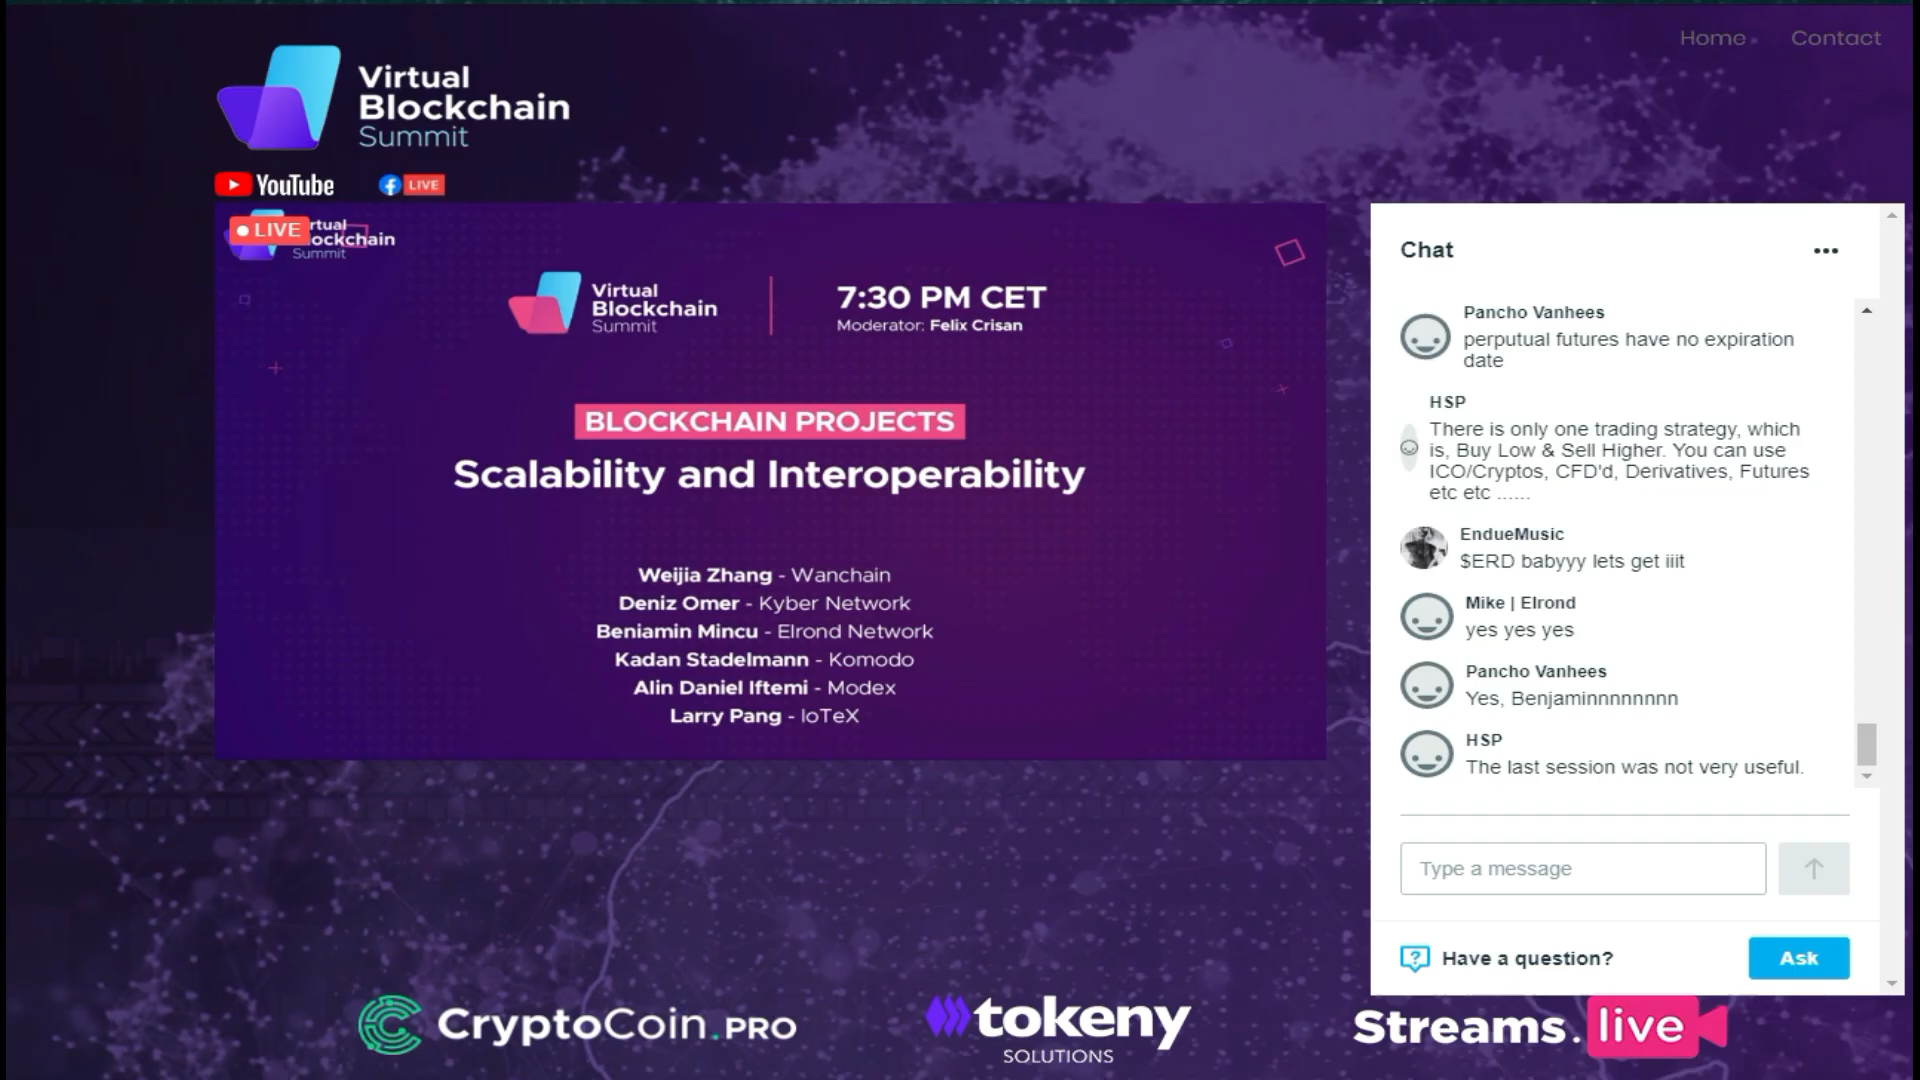 Home
Contact
Virtual
Blockchain
Summit
YouTube
LIVE
LIVE
rtual
ockchain
Summit
Virtual
Blockchain
Summit
7:30 PM CET
Moderator: Felix Crisan
BLOCKCHAIN PROJECTS
Scalability and Interoperability
Weijia Zhang - Wanchain
Deniz Omer - Kyber Network
Beniamin Mincu - Elrond Network
Kadan Stadelmann - Komodo
Alin Daniel Iftemi - Modex
Larry Pang - IoTeX
Chat
Pancho Vanhees
perputual futures have no expiration
date
HSP
There is only one trading strategy, which
is, Buy Low & Sell Higher. You can use
ICO/Cryptos, CFD'd, Derivatives, Futures
etc etc ......
EndueMusic
$ERD babyyy lets get iiit
Mike | Elrond
yes yes yes
Pancho Vanhees
Yes, Benjaminnnnnnnn
HSP
The last session was not very useful.
Type a message
Have a question?
Ask
CryptoCoin.PRO
tokeny
SOLUTIONS
Streams.live